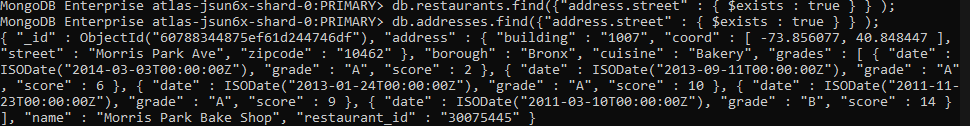 MongoDB Enterprise atlas-jsun6x-shard-0:PRIMARY> db.restaurants.find({"address.street" : { $exists : true } } );
MongoDB Enterprise atlas-jsun6x-shard-0:PRIMARY> db.addresses.find({"address.street" : { $exists : true } } );
{ "_id" : ObjectId("60788344875ef61d244746df"), "address" : { "building" : "1007", "coord" : [ -73.856077, 40.848447 ],
"street" : "Morris Park Ave", "zipcode" : "10462" }, "borough" : "Bronx", "cuisine" : "Bakery", "grades" : [ { "date" :
ISODate("2014-03-03T00:00:00Z"), "grade" : "A", "score" : 2 }, { "date" : ISODate("2013-09-11T00:00:00Z"), "grade" : "A"
, "score" : 6 }, { "date" : ISODate("2013-01-24T00:00:00Z"), "grade" : "A", "score" : 10 }, { "date" : ISODate("2011-11-
23T00:00:00Z"), "grade" : "A", "score" : 9 }, { "date" : ISODate("2011-03-10T00:00:00Z"), "grade" : "B", "score" : 14 }
], "name" : "Morris Park Bake Shop", "restaurant_id" : "30075445" }